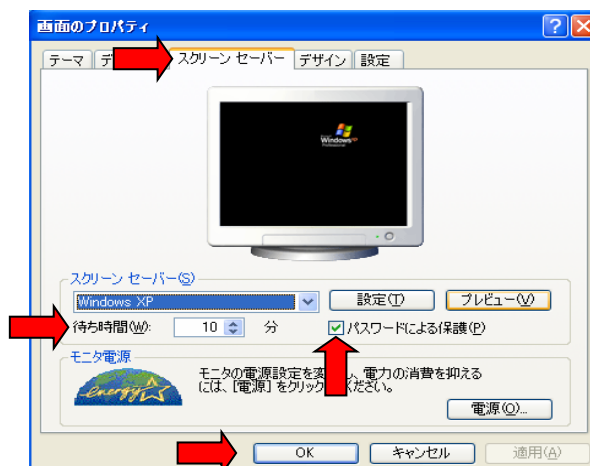 画面のプロパティ
テーマ デ スクリーン セーバー デザイン 設定
Windows
Professional
スクリーン セーバー(S)
Windows XP 設定(T) プレビュー(V)
待ち時間(W): 10 分 パスワードによる保護(P)
モニタ電源
energy
モニタの電源設定を変 、電力の消費を抑える
には、[電源] をクリック ください。
電源(O)...
OK キャンセル 適用(A)